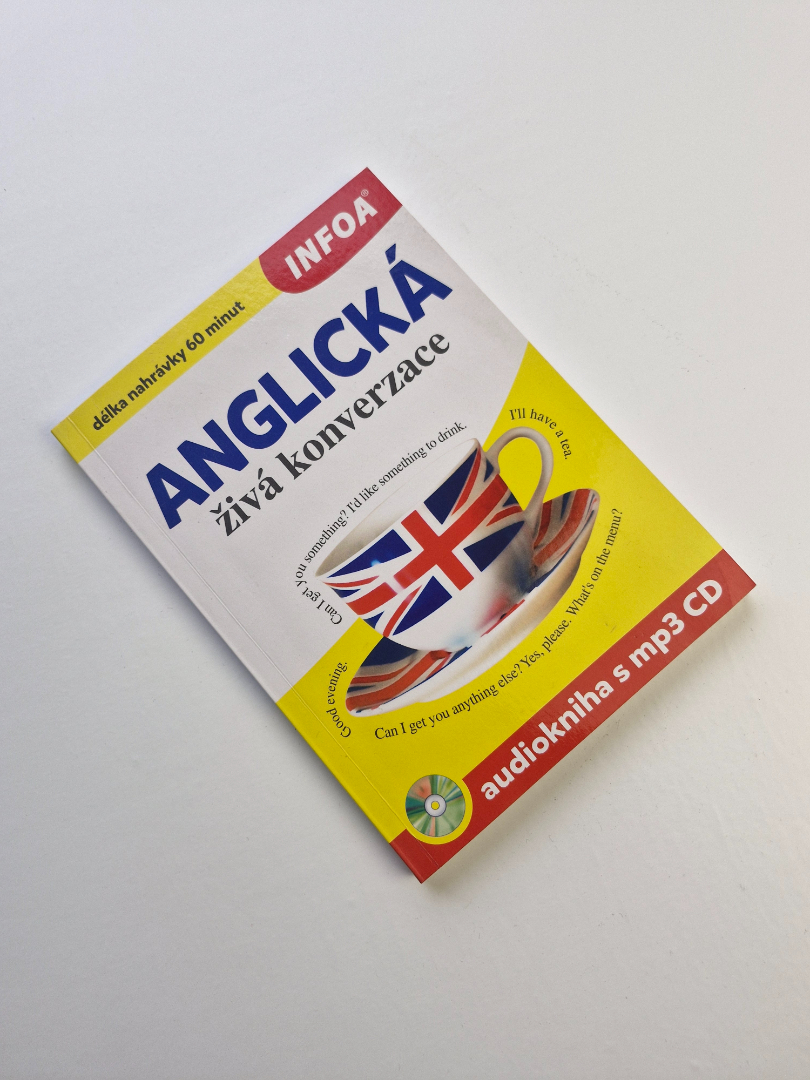 INFOA®
délka nahrávky 60 minut
ANGLICKÁ
živá konverzace
Can I get you something? I'd like something to drink.
I'll have a tea.
Good evening.
Can I get you anything else? Yes, please. What's on the menu?
audiokniha s mp3 CD